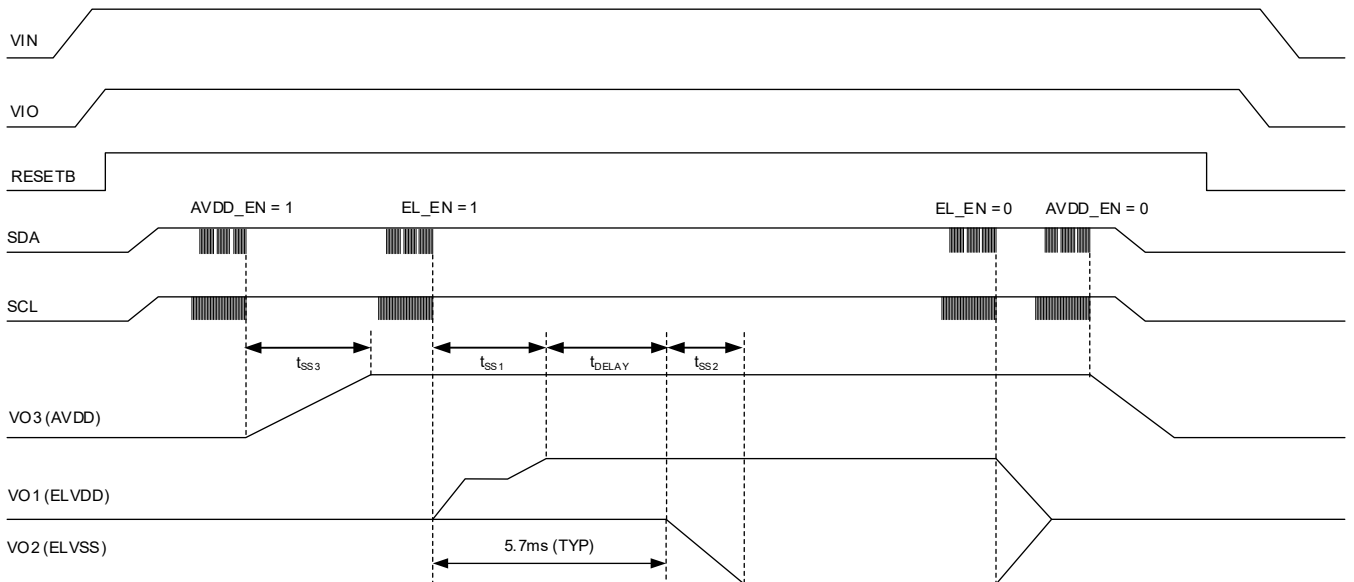 VIN
VIO
RESETB
AVDD_EN = 1
EL_EN = 1
EL_EN = 0
AVDD_EN = 0
SDA
SCL
tSS3
tSS1
tDELAY
tSS2
VO3 (AVDD)
VO1 (ELVDD)
VO2 (ELVSS)
5.7ms (TYP)